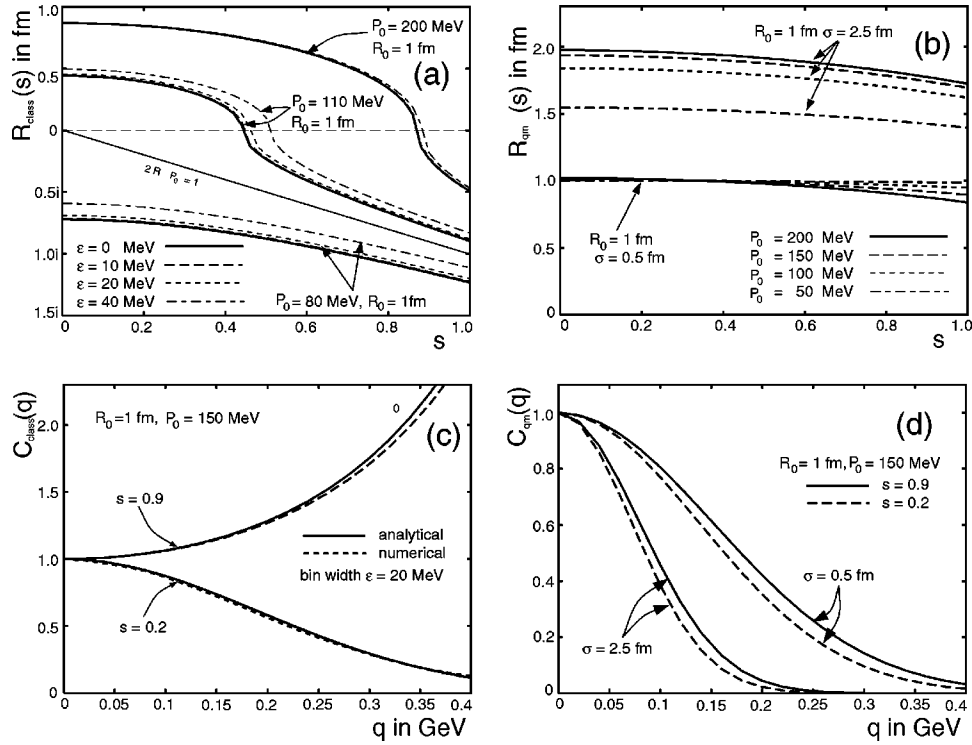 R_class(s) in fm
1.0
0.5
0
0.5i
1.0i
1.5i
P₀ = 200 MeV
R₀ = 1 fm
(a)
P₀ = 110 MeV
R₀ = 1 fm
2R P₀ = 1
ε = 0 MeV
ε = 10 MeV
ε = 20 MeV
ε = 40 MeV
P₀ = 80 MeV, R₀ = 1fm
0 0.2 0.4 0.6 0.8 1.0
s
R_qm (s) in fm
2.0
1.5
1.0
0.5
R₀ = 1 fm σ = 2.5 fm
(b)
R₀ = 1 fm
σ = 0.5 fm
P₀ = 200 MeV
P₀ = 150 MeV
P₀ = 100 MeV
P₀ = 50 MeV
0 0.2 0.4 0.6 0.8 1.0
s
C_class(q)
2.0
1.5
1.0
0.5
0
R₀=1 fm, P₀ = 150 MeV
0
(c)
s = 0.9
analytical
numerical
bin width ε = 20 MeV
s = 0.2
0 0.05 0.1 0.15 0.2 0.25 0.3 0.35 0.4
q in GeV
C_qm(q)
1.0
0.8
0.6
0.4
0.2
0.0
(d)
R₀= 1 fm, P₀ = 150 MeV
s = 0.9
s = 0.2
σ = 0.5 fm
σ = 2.5 fm
0 0.05 0.1 0.15 0.2 0.25 0.3 0.35 0.4
q in GeV